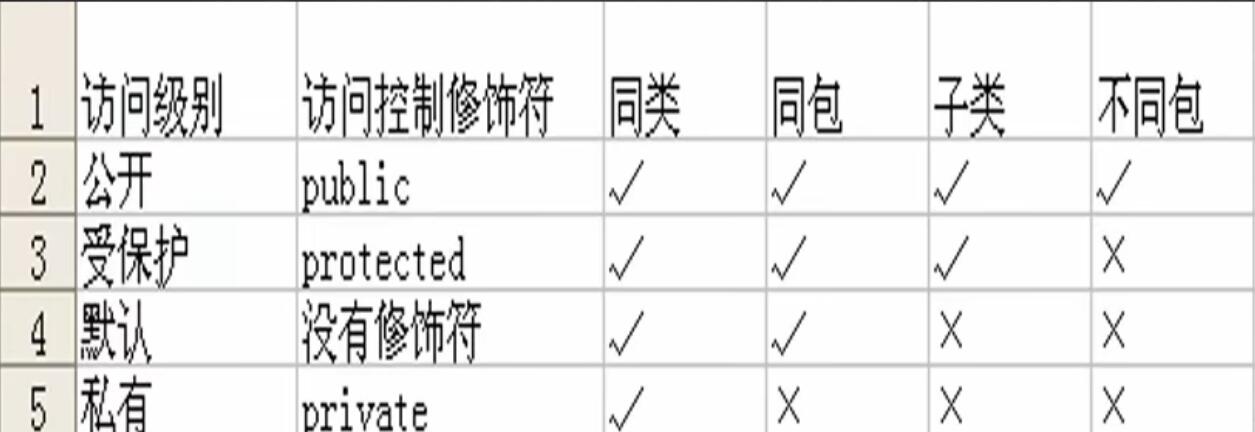 1 访问级别 访问控制修饰符 同类 同包 子类 不同包
2 公开 public √ √ √ √
3 受保护 protected √ √ √ ×
4 默认 没有修饰符 √ √ × ×
5 私有 private √ × × ×